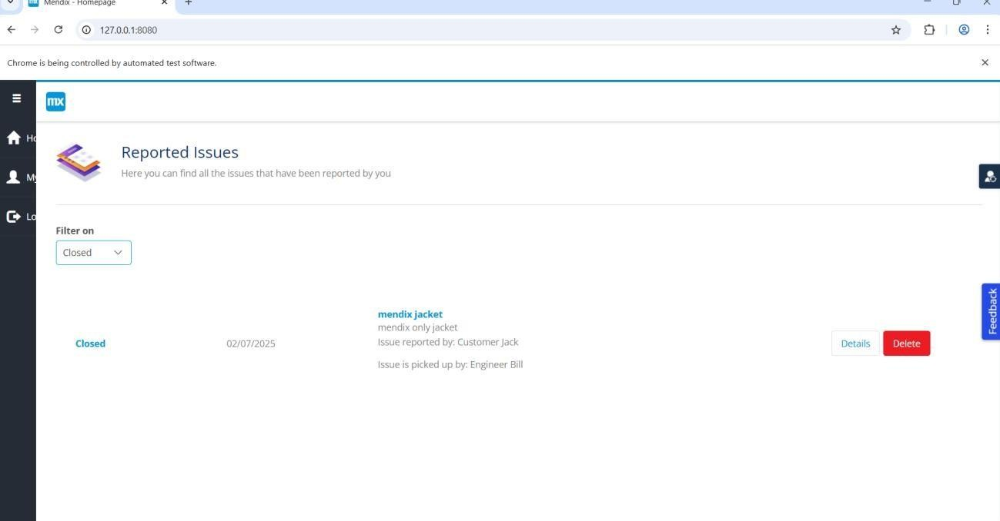 Mendix - Homepage
127.0.0.1:8080
Chrome is being controlled by automated test software.
mx
Ho
My
Lo
Reported Issues
Here you can find all the issues that have been reported by you
Filter on
Closed
Feedback
mendix jacket
mendix only jacket
Closed 02/07/2025 Issue reported by: Customer Jack Details Delete
Issue is picked up by: Engineer Bill